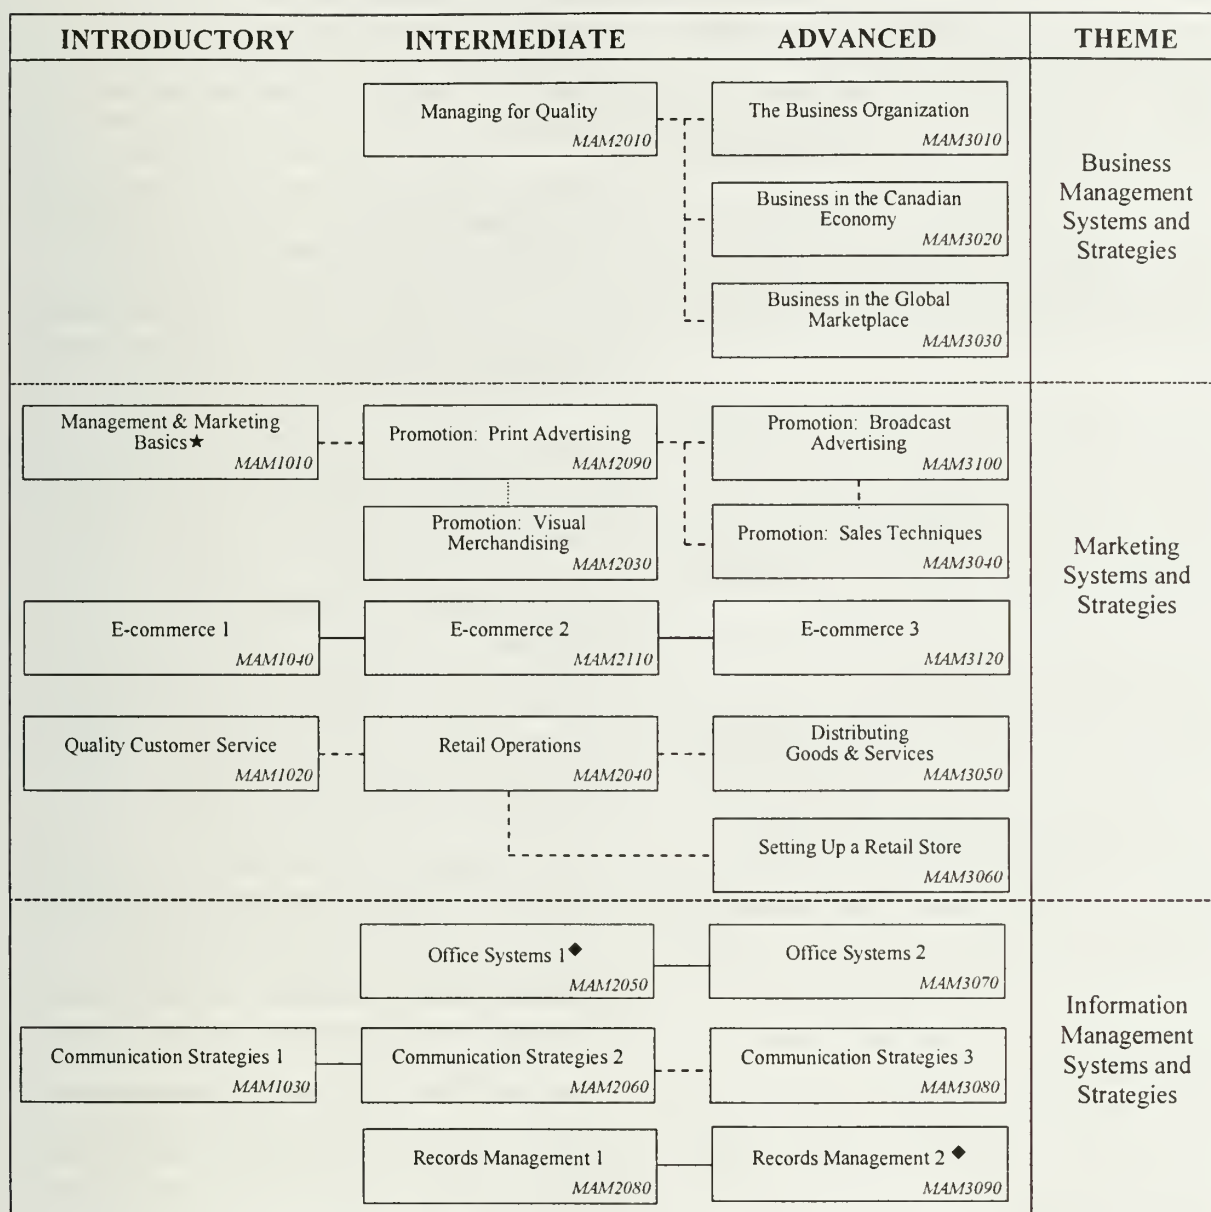 INTRODUCTORY INTERMEDIATE ADVANCED THEME
Managing for Quality
MAM2010
The Business Organization
MAM3010
Business in the Canadian
Economy
MAM3020
Business in the Global
Marketplace
MAM3030
Business
Management
Systems and
Strategies
Management & Marketing
Basics★
MAM1010
Promotion: Print Advertising
MAM2090
Promotion: Broadcast
Advertising
MAM3100
Promotion: Visual
Merchandising
MAM2030
Promotion: Sales Techniques
MAM3040
E-commerce 1
MAM1040
E-commerce 2
MAM2110
E-commerce 3
MAM3120
Quality Customer Service
MAM1020
Retail Operations
MAM2040
Distributing
Goods & Services
MAM3050
Setting Up a Retail Store
MAM3060
Marketing
Systems and
Strategies
Office Systems 1◆
MAM2050
Office Systems 2
MAM3070
Communication Strategies 1
MAM1030
Communication Strategies 2
MAM2060
Communication Strategies 3
MAM3080
Records Management 1
MAM2080
Records Management 2 ◆
MAM3090
Information
Management
Systems and
Strategies